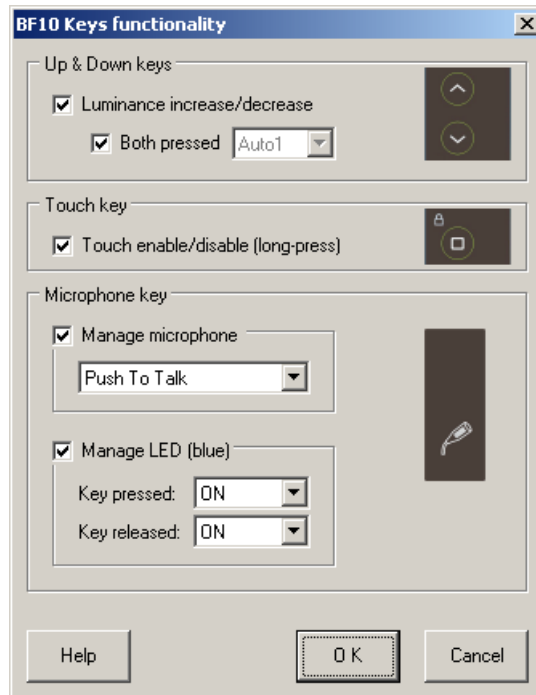 BF10 Keys functionality
Up & Down keys
Luminance increase/decrease
Both pressed Auto1
Touch key
Touch enable/disable (long-press)
Microphone key
Manage microphone
Push To Talk
Manage LED (blue)
Key pressed: ON
Key released: ON
Help O K Cancel